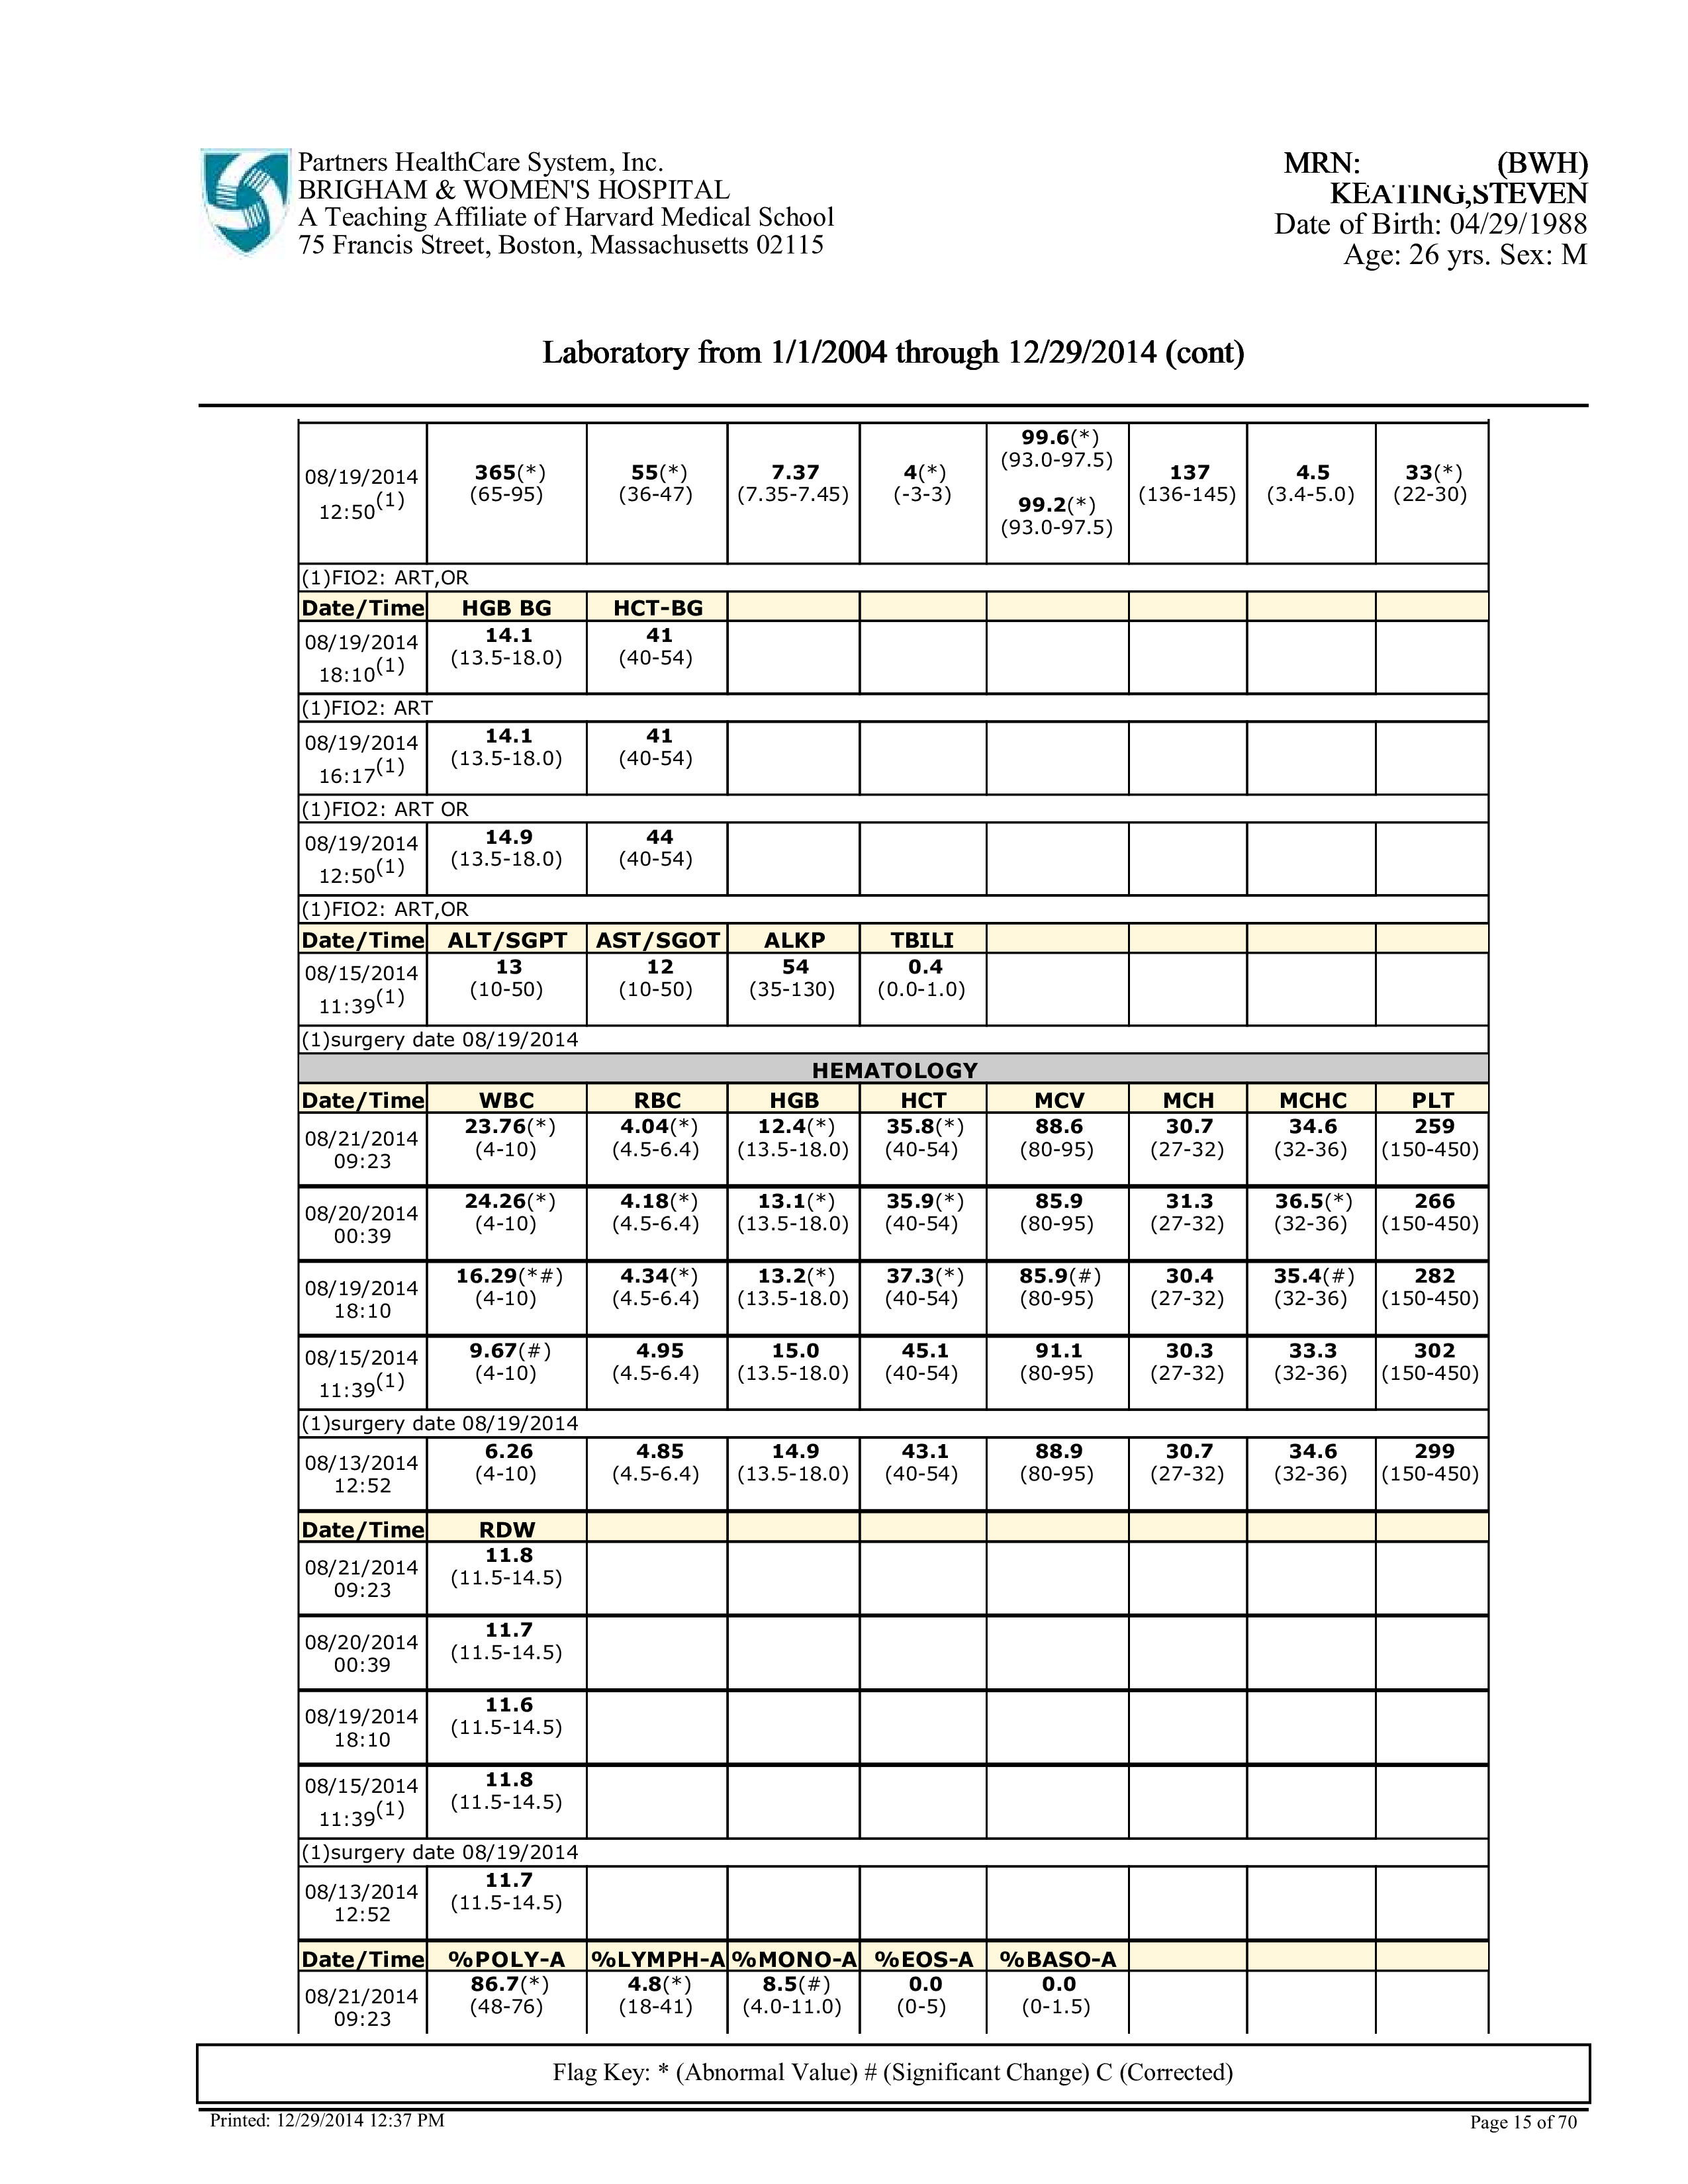 Partners HealthCare System, Inc.
BRIGHAM & WOMEN'S HOSPITAL
A Teaching Affiliate of Harvard Medical School
75 Francis Street, Boston, Massachusetts 02115
MRN: (BWH)
KEATING,STEVEN
Date of Birth: 04/29/1988
Age: 26 yrs. Sex: M
Laboratory from 1/1/2004 through 12/29/2014 (cont)
08/19/2014 12:50(1) 365(*) (65-95) 55(*) (36-47) 7.37 (7.35-7.45) 4(*) (-3-3) 99.6(*) (93.0-97.5) 99.2(*) (93.0-97.5) 137 (136-145) 4.5 (3.4-5.0) 33(*) (22-30)
(1)FIO2: ART,OR
Date/Time HGB BG HCT-BG
08/19/2014 18:10(1) 14.1 (13.5-18.0) 41 (40-54)
(1)FIO2: ART
08/19/2014 16:17(1) 14.1 (13.5-18.0) 41 (40-54)
(1)FIO2: ART OR
08/19/2014 12:50(1) 14.9 (13.5-18.0) 44 (40-54)
(1)FIO2: ART,OR
Date/Time ALT/SGPT AST/SGOT ALKP TBILI
08/15/2014 11:39(1) 13 (10-50) 12 (10-50) 54 (35-130) 0.4 (0.0-1.0)
(1)surgery date 08/19/2014
HEMATOLOGY
Date/Time WBC RBC HGB HCT MCV MCH MCHC PLT
08/21/2014 09:23 23.76(*) (4-10) 4.04(*) (4.5-6.4) 12.4(*) (13.5-18.0) 35.8(*) (40-54) 88.6 (80-95) 30.7 (27-32) 34.6 (32-36) 259 (150-450)
08/20/2014 00:39 24.26(*) (4-10) 4.18(*) (4.5-6.4) 13.1(*) (13.5-18.0) 35.9(*) (40-54) 85.9 (80-95) 31.3 (27-32) 36.5(*) (32-36) 266 (150-450)
08/19/2014 18:10 16.29(*#) (4-10) 4.34(*) (4.5-6.4) 13.2(*) (13.5-18.0) 37.3(*) (40-54) 85.9(#) (80-95) 30.4 (27-32) 35.4(#) (32-36) 282 (150-450)
08/15/2014 11:39(1) 9.67(#) (4-10) 4.95 (4.5-6.4) 15.0 (13.5-18.0) 45.1 (40-54) 91.1 (80-95) 30.3 (27-32) 33.3 (32-36) 302 (150-450)
(1)surgery date 08/19/2014
08/13/2014 12:52 6.26 (4-10) 4.85 (4.5-6.4) 14.9 (13.5-18.0) 43.1 (40-54) 88.9 (80-95) 30.7 (27-32) 34.6 (32-36) 299 (150-450)
Date/Time RDW
08/21/2014 09:23 11.8 (11.5-14.5)
08/20/2014 00:39 11.7 (11.5-14.5)
08/19/2014 18:10 11.6 (11.5-14.5)
08/15/2014 11:39(1) 11.8 (11.5-14.5)
(1)surgery date 08/19/2014
08/13/2014 12:52 11.7 (11.5-14.5)
Date/Time %POLY-A %LYMPH-A %MONO-A %EOS-A %BASO-A
08/21/2014 09:23 86.7(*) (48-76) 4.8(*) (18-41) 8.5(#) (4.0-11.0) 0.0 (0-5) 0.0 (0-1.5)
Flag Key: * (Abnormal Value) # (Significant Change) C (Corrected)
Printed: 12/29/2014 12:37 PM
Page 15 of 70